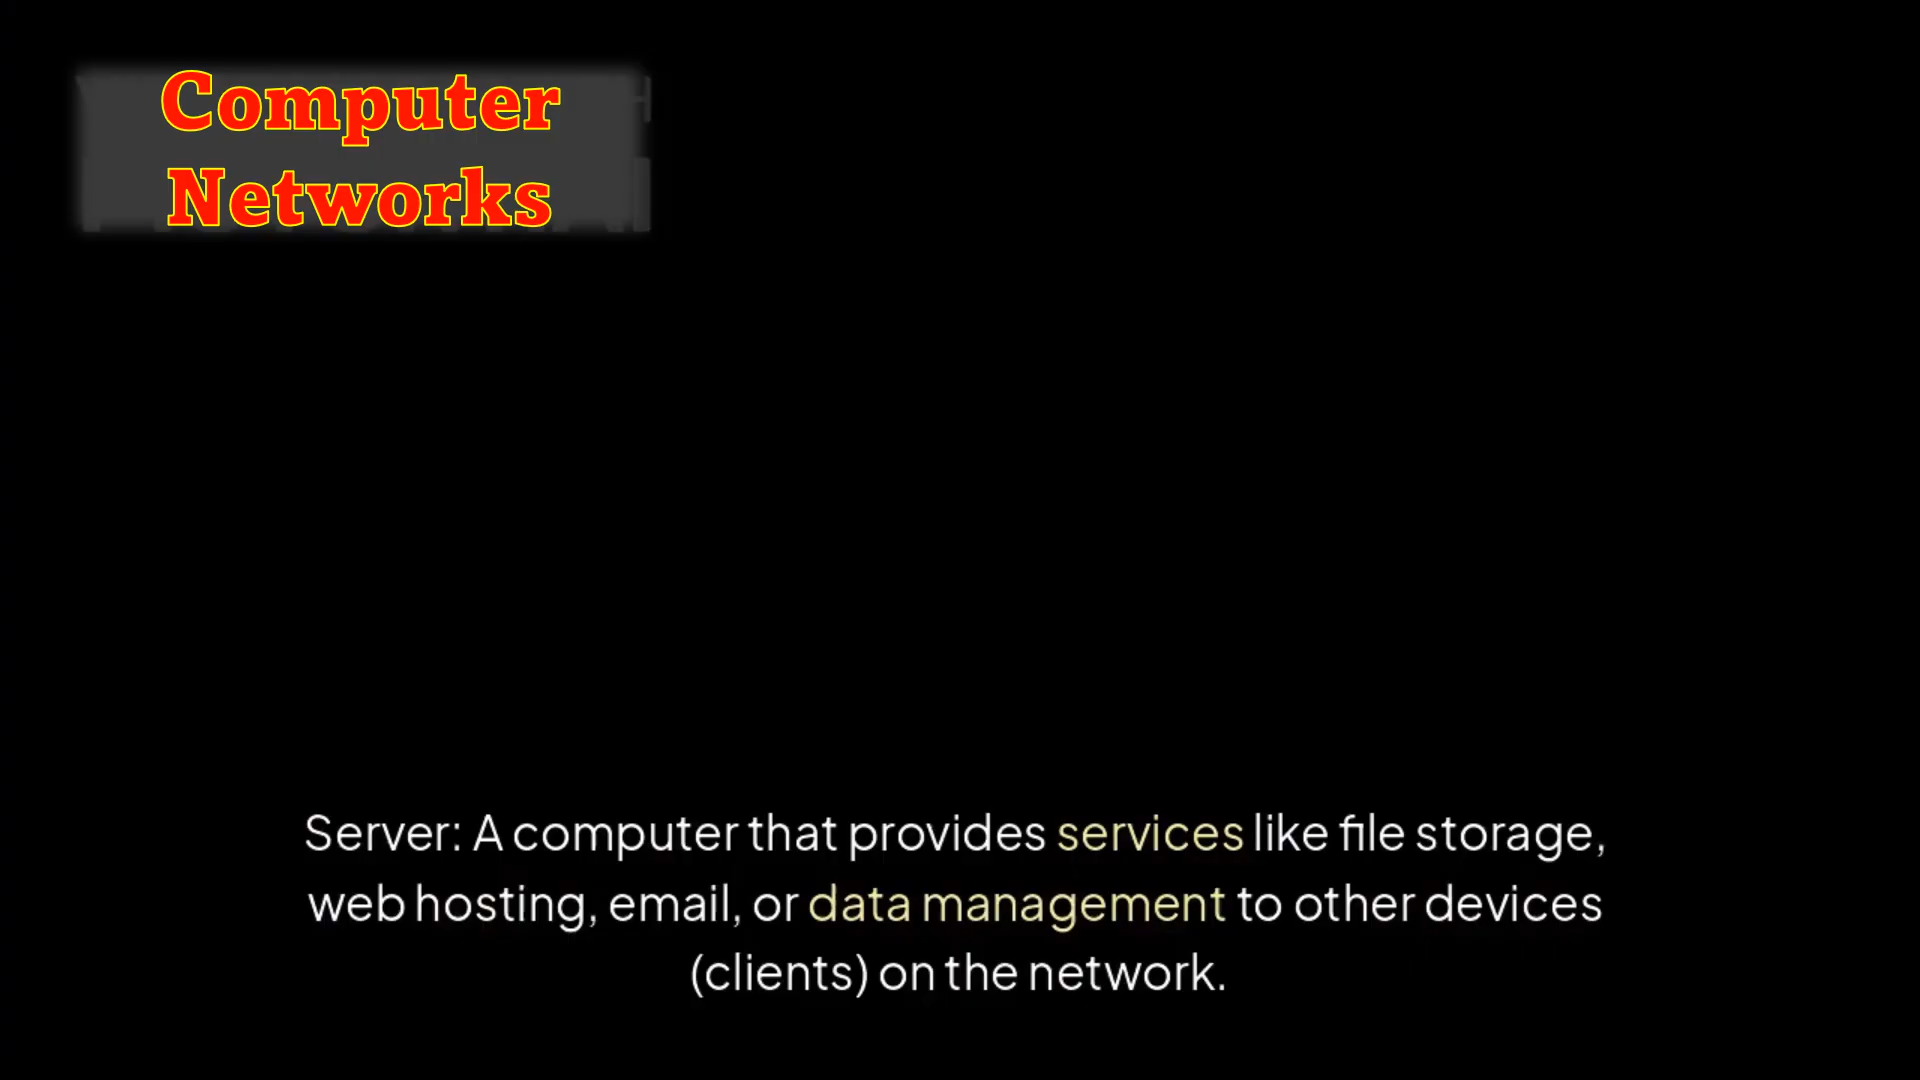 Computer
Networks
Server: A computer that provides services like file storage,
web hosting, email, or data management to other devices
(clients) on the network.